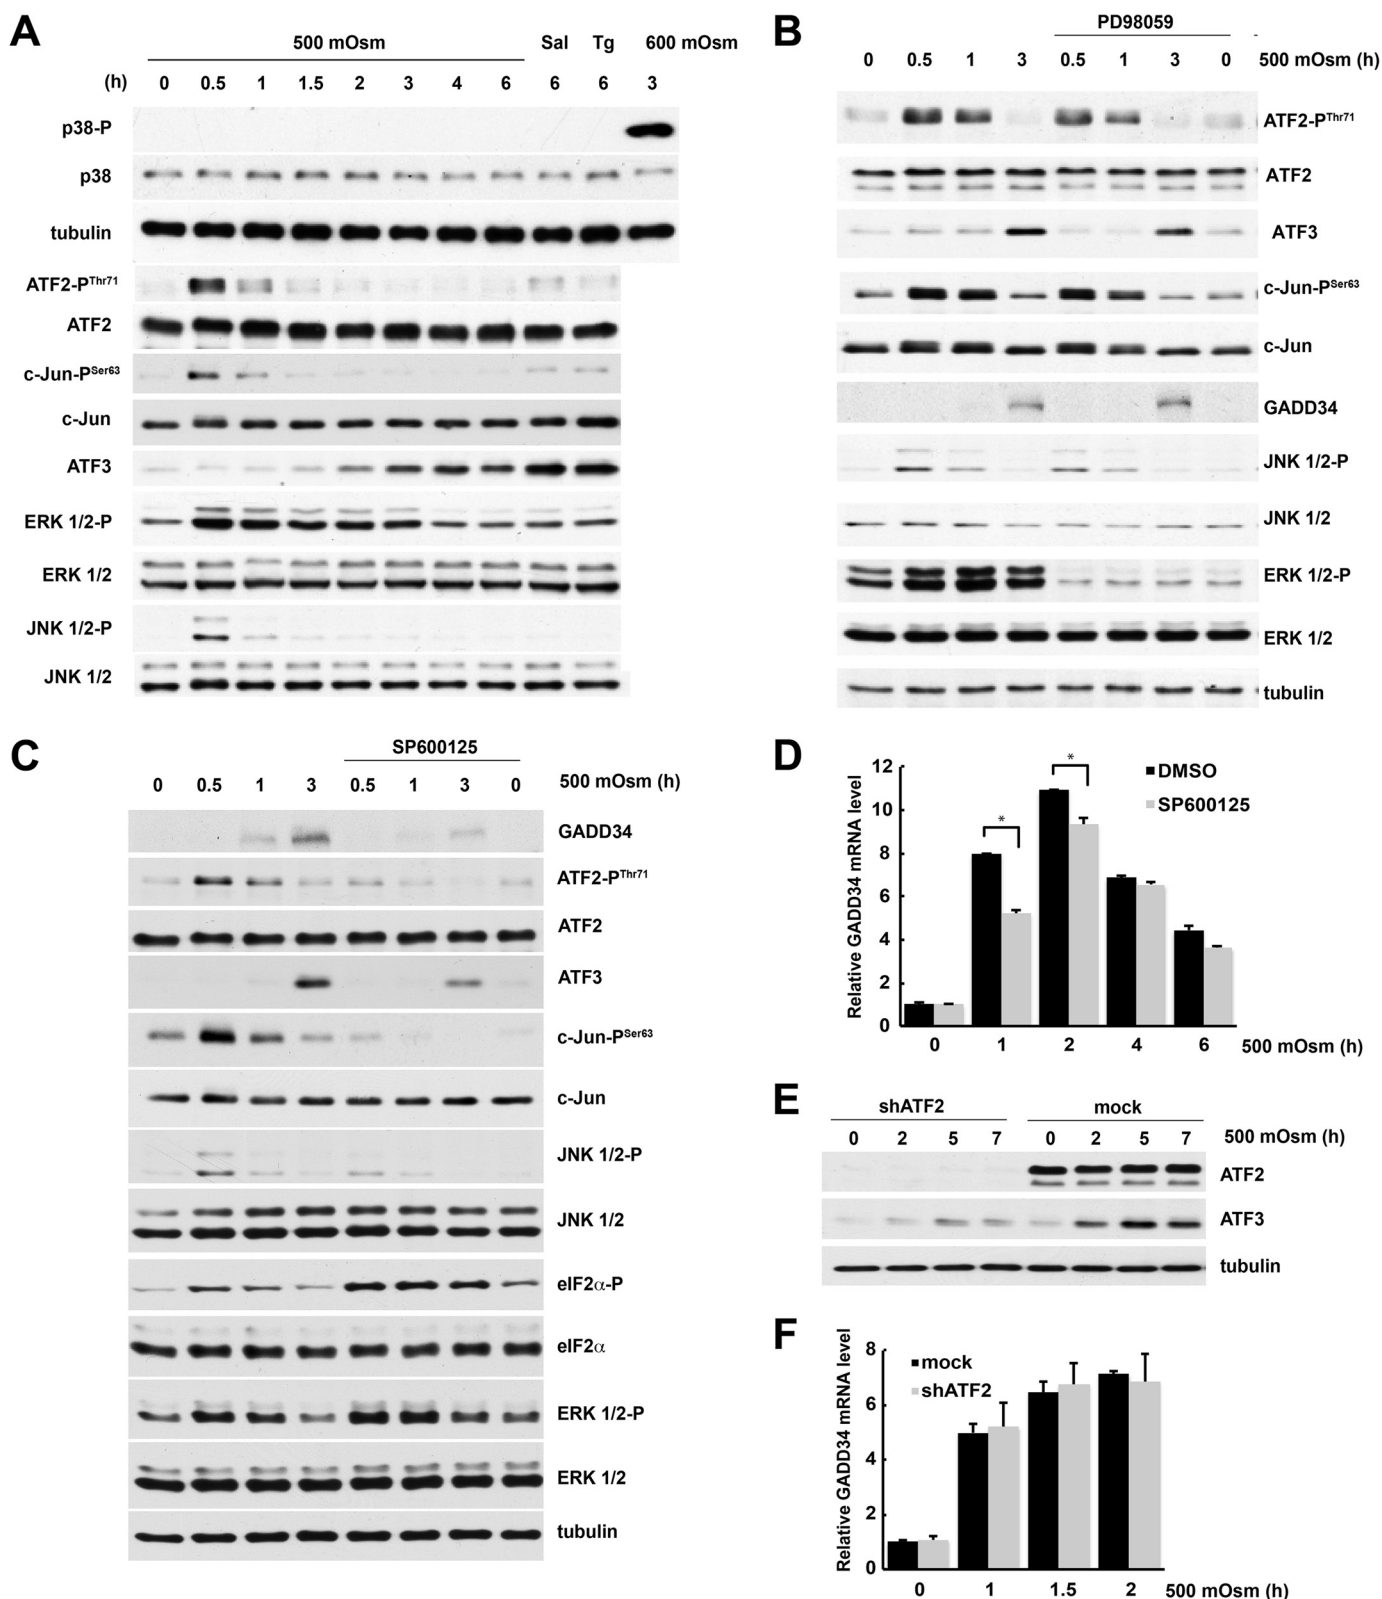 A
500 mOsm Sal Tg 600 mOsm
(h) 0 0.5 1 1.5 2 3 4 6 6 6 3
p38-P
p38
tubulin
ATF2-PThr71
ATF2
c-Jun-PSer63
c-Jun
ATF3
ERK 1/2-P
ERK 1/2
JNK 1/2-P
JNK 1/2
B
PD98059
0 0.5 1 3 0.5 1 3 0 500 mOsm (h)
ATF2-PThr71
ATF2
ATF3
c-Jun-PSer63
c-Jun
GADD34
JNK 1/2-P
JNK 1/2
ERK 1/2-P
ERK 1/2
tubulin
C
SP600125
0 0.5 1 3 0.5 1 3 0 500 mOsm (h)
GADD34
ATF2-PThr71
ATF2
ATF3
c-Jun-PSer63
c-Jun
JNK 1/2-P
JNK 1/2
eIF2α-P
eIF2α
ERK 1/2-P
ERK 1/2
tubulin
D
Relative GADD34 mRNA level
12
10
8
6
4
2
0
* *
DMSO
SP600125
0 1 2 4 6 500 mOsm (h)
E
shATF2 mock
0 2 5 7 0 2 5 7 500 mOsm (h)
ATF2
ATF3
tubulin
F
Relative GADD34 mRNA level
8
6
4
2
0
mock
shATF2
0 1 1.5 2 500 mOsm (h)